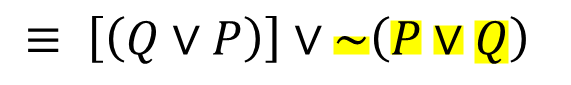 ≡ [(Q ∨ P)] ∨ ~(P ∨ Q)